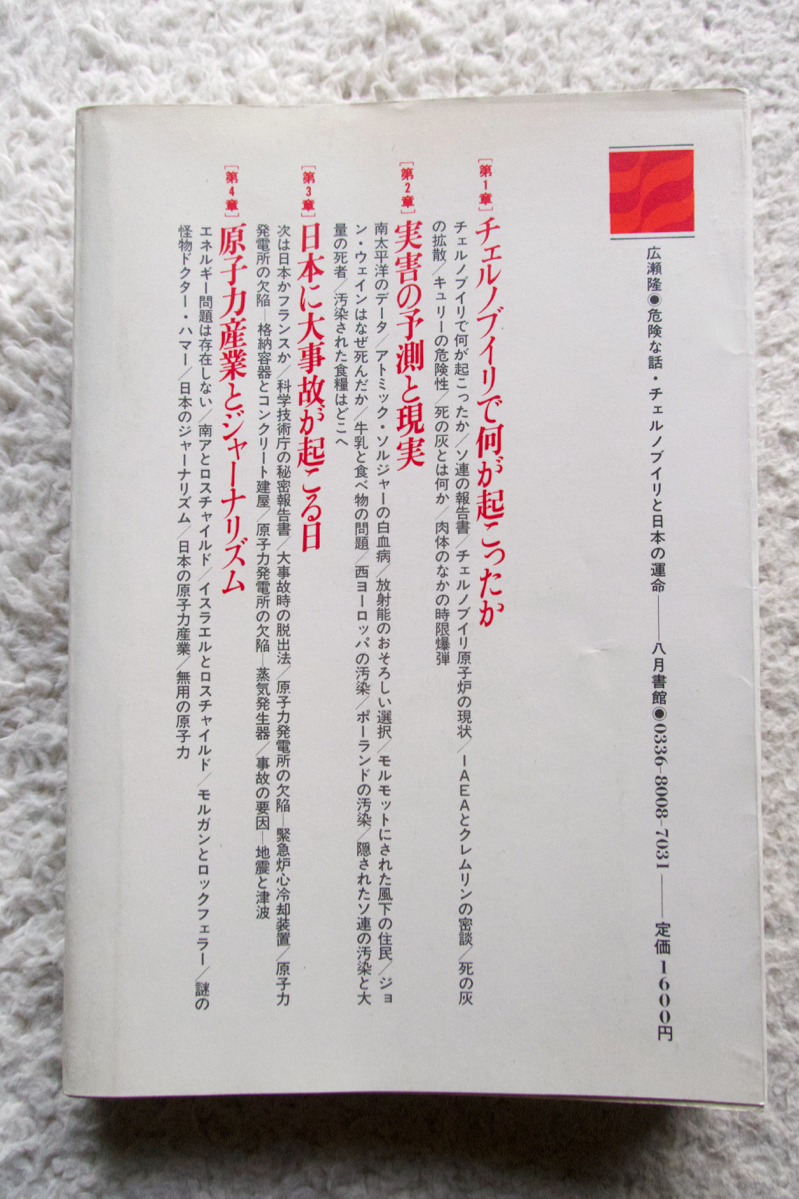 広瀬隆◉危険な話・チェルノブイリと日本の運命――八月書館◉0336-8008-7031――定価1600円
[第1章]チェルノブイリで何が起こったか
チェルノブイリで何が起こったか/ソ連の報告書/チェルノブイリ原子炉の現状/IAEAとクレムリンの密談/死の灰
の拡散/キュリーの危険性/死の灰とは何か/肉体のなかの時限爆弾
[第2章]実害の予測と現実
南太平洋のデータ/アトミック・ソルジャーの白血病/放射能のおそろしい選択/モルモットにされた風下の住民/ジョ
ン・ウェインはなぜ死んだか/牛乳と食べ物の問題/西ヨーロッパの汚染/ポーランドの汚染/隠されたソ連の汚染と大
量の死者/汚染された食糧はどこへ
[第3章]日本に大事故が起こる日
次は日本かフランスか/科学技術庁の秘密報告書/大事故時の脱出法/原子力発電所の欠陥―緊急炉心冷却装置/原子力
発電所の欠陥―格納容器とコンクリート建屋/原子力発電所の欠陥―蒸気発生器/事故の要因―地震と津波
[第4章]原子力産業とジャーナリズム
エネルギー問題は存在しない/南アとロスチャイルド/イスラエルとロスチャイルド/モルガンとロックフェラー/謎の
怪物ドクター・ハマー/日本のジャーナリズム/日本の原子力産業/無用の原子力